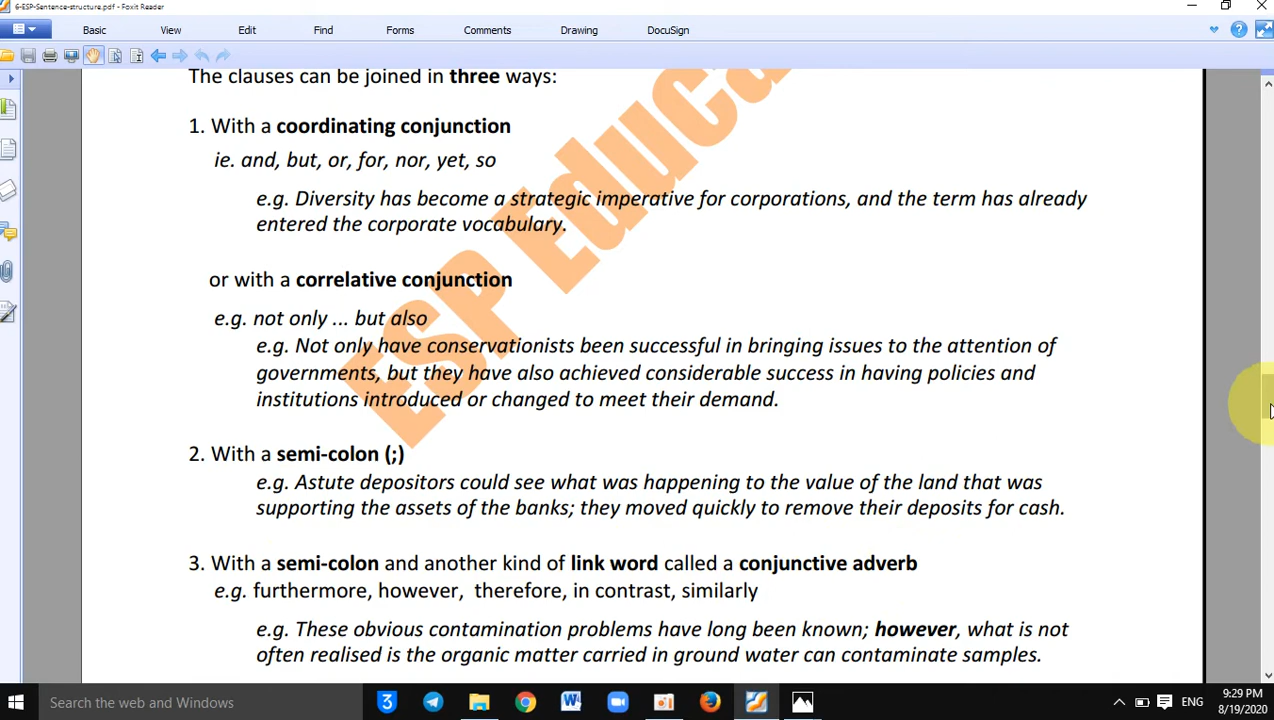 6-ESP-Sentence-structure.pdf - Foxit Reader
Basic View Edit Find Forms Comments Drawing DocuSign
The clauses can be joined in three ways:
1. With a coordinating conjunction
ie. and, but, or, for, nor, yet, so
e.g. Diversity has become a strategic imperative for corporations, and the term has already
entered the corporate vocabulary.
or with a correlative conjunction
e.g. not only ... but also
e.g. Not only have conservationists been successful in bringing issues to the attention of
governments, but they have also achieved considerable success in having policies and
institutions introduced or changed to meet their demand.
2. With a semi-colon (;)
e.g. Astute depositors could see what was happening to the value of the land that was
supporting the assets of the banks; they moved quickly to remove their deposits for cash.
3. With a semi-colon and another kind of link word called a conjunctive adverb
e.g. furthermore, however,  therefore, in contrast, similarly
e.g. These obvious contamination problems have long been known; however, what is not
often realised is the organic matter carried in ground water can contaminate samples.
ESP
Search the web and Windows
ENG
9:29 PM
8/19/2020